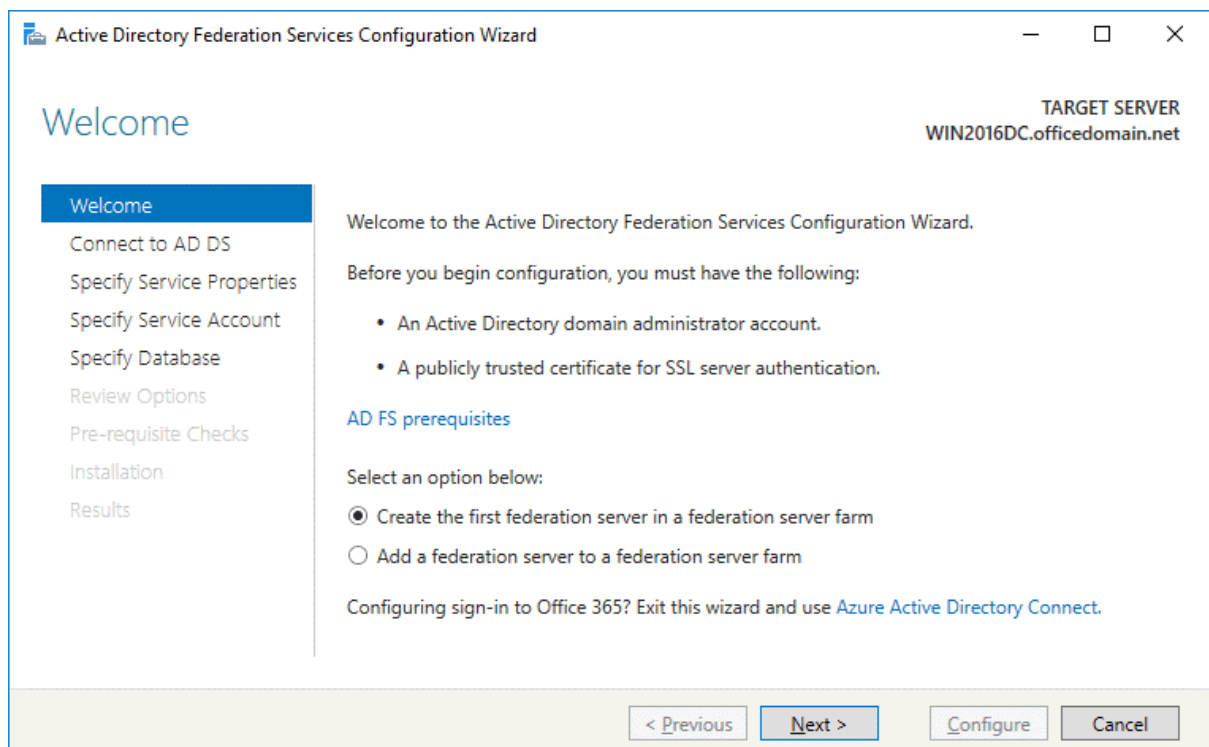 Active Directory Federation Services Configuration Wizard
Welcome
TARGET SERVER
WIN2016DC.officedomain.net
Welcome
Connect to AD DS
Specify Service Properties
Specify Service Account
Specify Database
Review Options
Pre-requisite Checks
Installation
Results
Welcome to the Active Directory Federation Services Configuration Wizard.
Before you begin configuration, you must have the following:
• An Active Directory domain administrator account.
• A publicly trusted certificate for SSL server authentication.
AD FS prerequisites
Select an option below:
Create the first federation server in a federation server farm
Add a federation server to a federation server farm
Configuring sign-in to Office 365? Exit this wizard and use Azure Active Directory Connect.
< Previous
Next >
Configure
Cancel